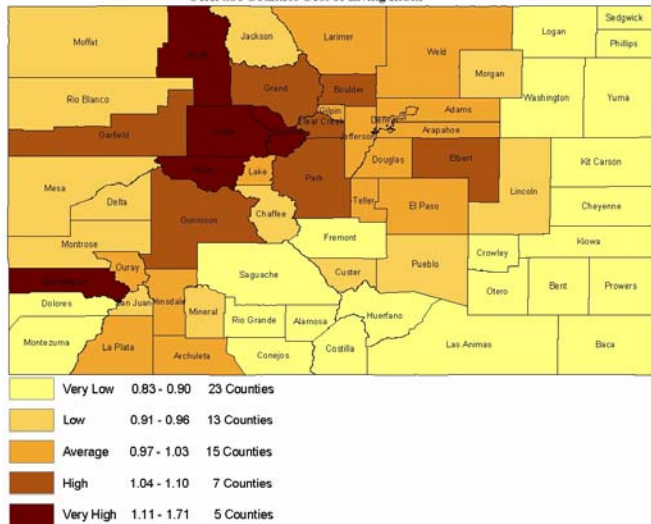 Moffat
Jackson
Larimer
Logan
Sedgwick
Phillips
Weld
Morgan
Rio Blanco
Grand
Boulder
Washington
Yuma
Garfield
Gilpin
Clear Creek
Adams
Arapahoe
Jefferson
Douglas
Elbert
Kit Carson
Mesa
Lake
Park
Lincoln
Delta
Chaffee
Teller
El Paso
Cheyenne
Gunnison
Montrose
Fremont
Kiowa
Ouray
Saguache
Custer
Pueblo
Crowley
Otero
Bent
Prowers
Dolores
San Juan
Hinsdale
Mineral
Rio Grande
Alamosa
Huerfano
Montezuma
La Plata
Archuleta
Conejos
Costilla
Las Animas
Baca
Very Low 0.83 - 0.90 23 Counties
Low 0.91 - 0.96 13 Counties
Average 0.97 - 1.03 15 Counties
High 1.04 - 1.10 7 Counties
Very High 1.11 - 1.71 5 Counties